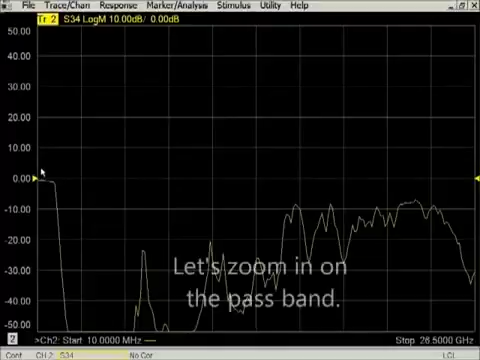 File Trace/Chan Response Marker/Analysis Stimulus Utility Help
Tr 2 S34 LogM 10.00dB/ 0.00dB
50.00
40.00
30.00
20.00
10.00
0.00
-10.00
-20.00
-30.00
-40.00
-50.00
Let's zoom in on
the pass band.
2 >Ch2: Start 10.0000 MHz Stop 26.5000 GHz
Cont CH 2: S34 No Cor LCL